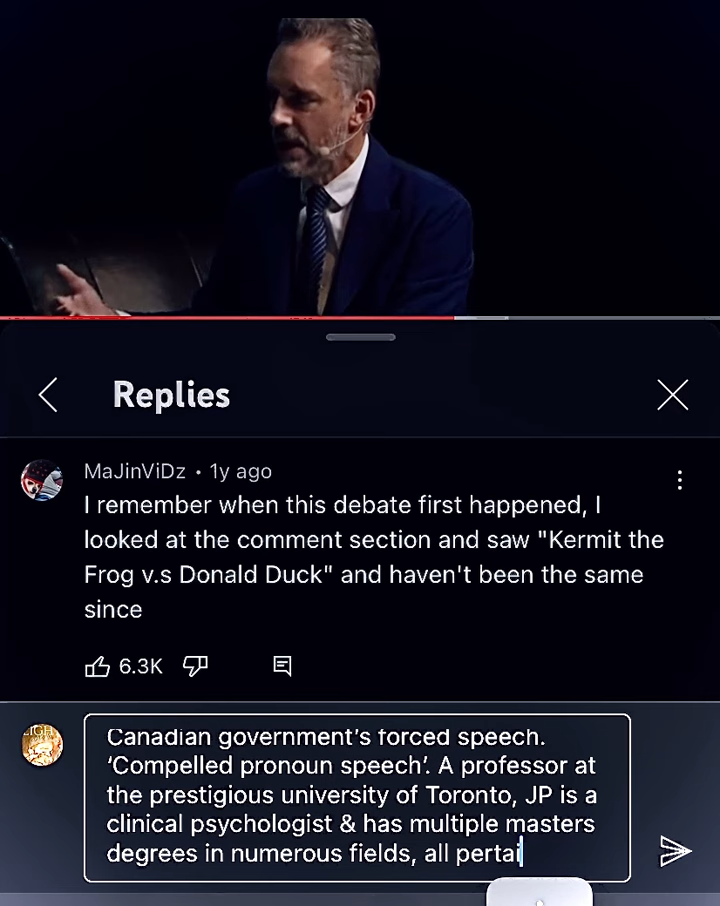 Replies
MaJinViDz • 1y ago
I remember when this debate first happened, I
looked at the comment section and saw "Kermit the
Frog v.s Donald Duck" and haven't been the same
since
6.3K
Canadian government's forced speech.
‘Compelled pronoun speech’. A professor at
the prestigious university of Toronto, JP is a
clinical psychologist & has multiple masters
degrees in numerous fields, all pertai